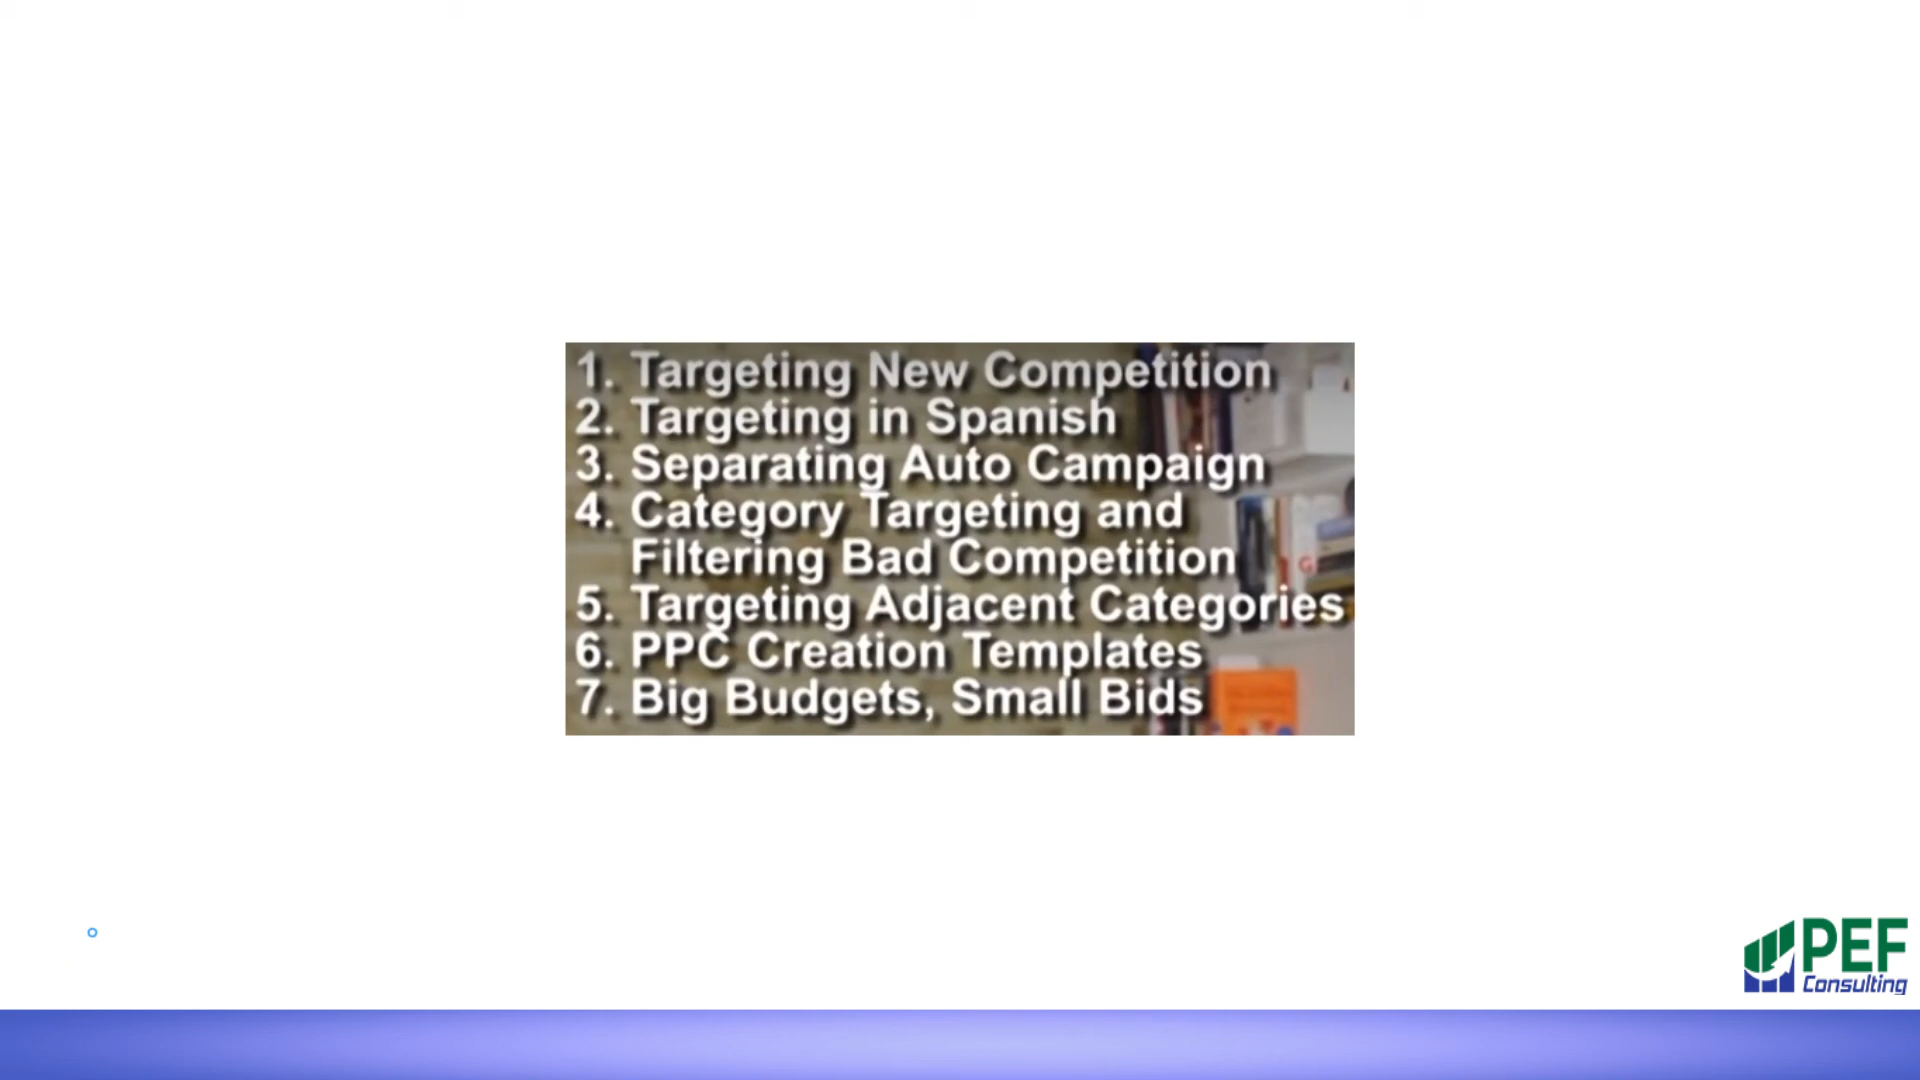 1. Targeting New Competition
2. Targeting in Spanish
3. Separating Auto Campaign
4. Category Targeting and
Filtering Bad Competition
5. Targeting Adjacent Categories
6. PPC Creation Templates
7. Big Budgets, Small Bids
PEF
Consulting